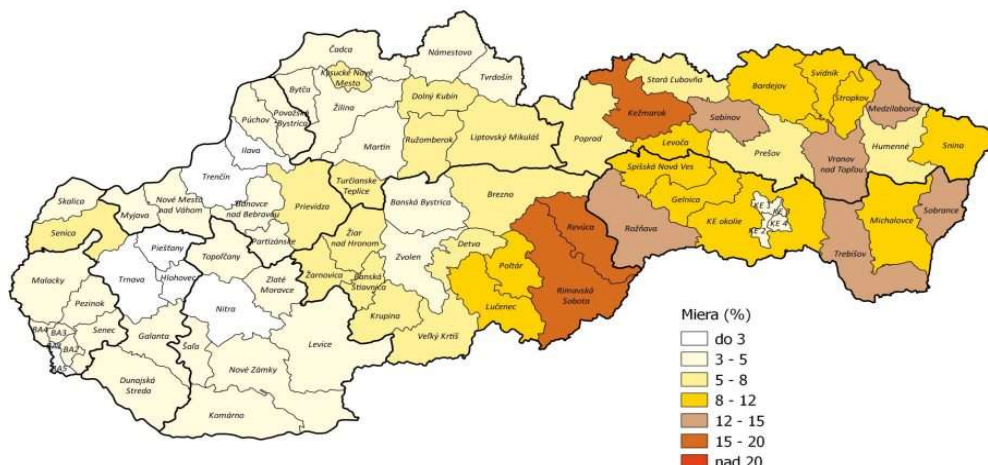 Čadca
Námestovo
Kysucké Nové
Mesto
Tvrdošín
Bytča
Žilina
Dolný Kubín
Púchov
Považská
Bystrica
Martin
Ružomberok
Liptovský Mikuláš
Ilava
Trenčín
Stará Ľubovňa
Kežmarok
Poprad
Levoča
Sabinov
Bardejov
Svidník
Stropkov
Medzilaborce
Prešov
Humenné
Snina
Vranov
nad Topľou
Spišská Nová Ves
Gelnica
KE okolie
KE 1
KE 2
KE 4
Rožňava
Michalovce
Sobrance
Trebišov
Turčianske
Teplice
Prievidza
Banská Bystrica
Brezno
Revúca
Rimavská
Sobota
Skalica
Myjava
Nové Mesto
nad Váhom
Bánovce
nad Bebravou
Partizánske
Žiar
nad Hronom
Zvolen
Detva
Poltár
Lučenec
Senica
Piešťany
Topoľčany
Žarnovica
Banská
Štiavnica
Krupina
Veľký Krtíš
Trnava
Hlohovec
Zlaté
Moravce
Nitra
Malacky
Pezinok
Senec
BA4
BA3
BA2
BA5
Galanta
Šaľa
Levice
Nové Zámky
Dunajská
Streda
Komárno
Miera (%)
do 3
3 - 5
5 - 8
8 - 12
12 - 15
15 - 20
nad 20